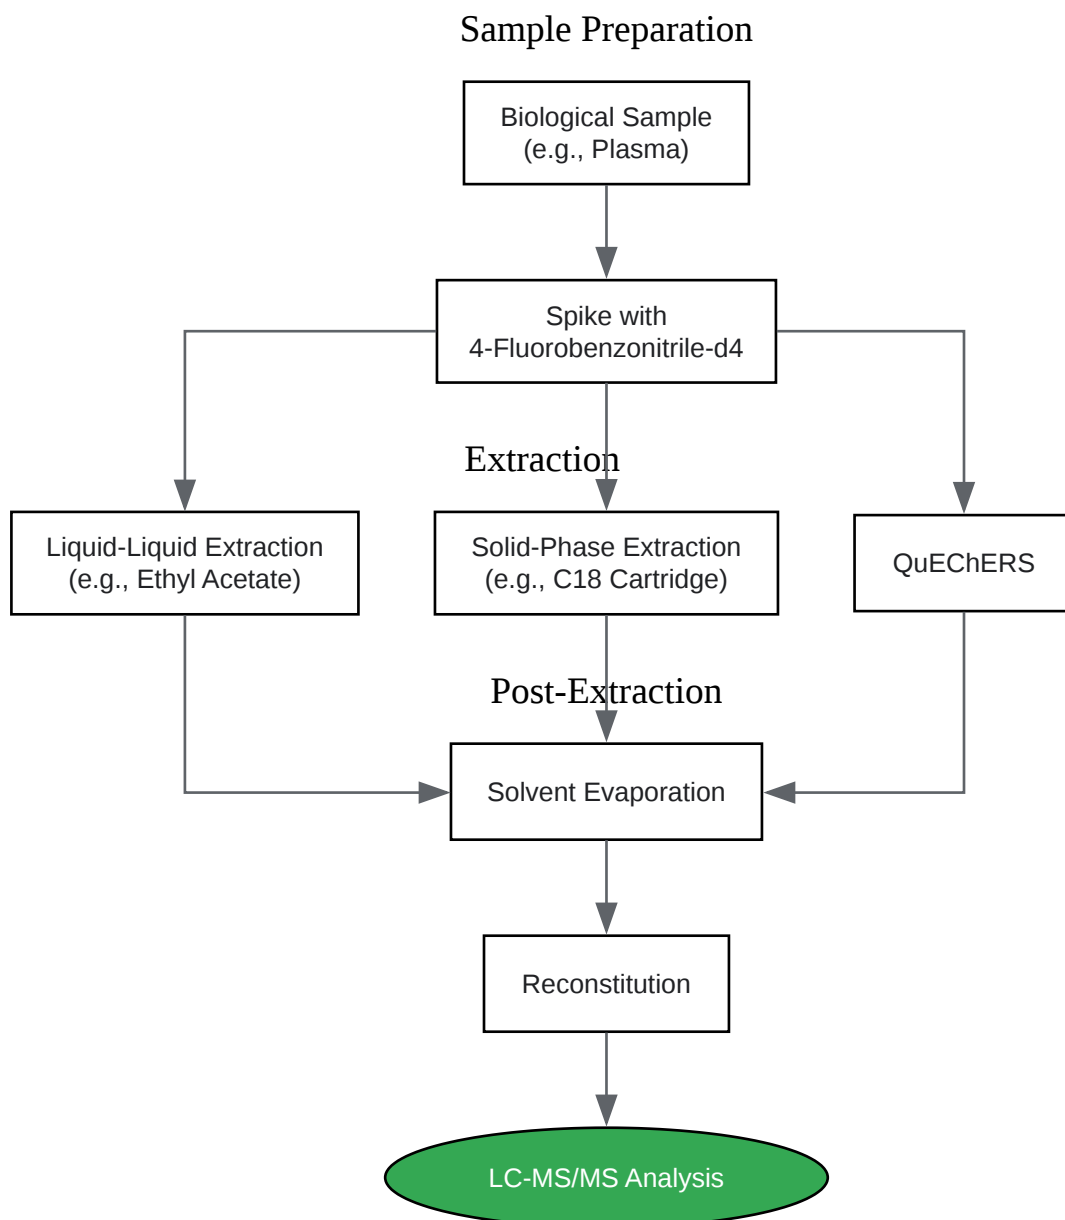 Sample Preparation
Biological Sample
(e.g., Plasma)
Spike with
4-Fluorobenzonitrile-d4
Extraction
Liquid-Liquid Extraction
(e.g., Ethyl Acetate)
Solid-Phase Extraction
(e.g., C18 Cartridge)
QuEChERS
Post-Extraction
Solvent Evaporation
Reconstitution
LC-MS/MS Analysis